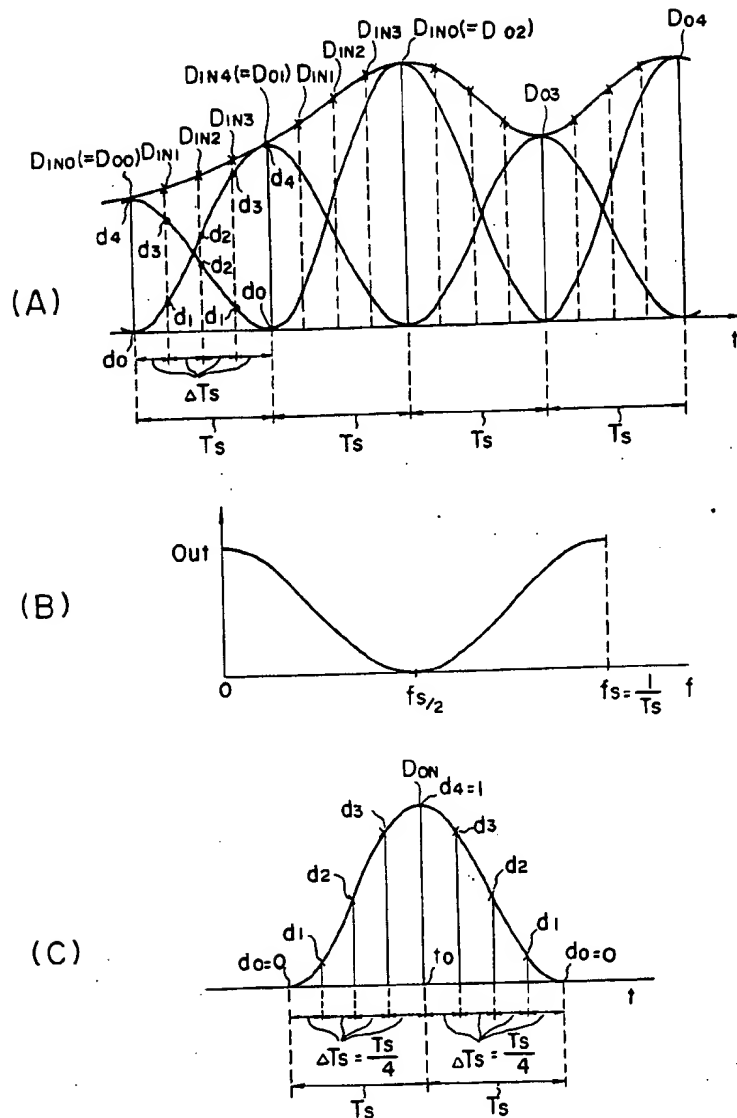 DIN3 DIN0(=D02) D04
DIN2
DIN4(=D01) DIN1 D03
DIN3
DIN2
DIN0(=D00) DIN1
d4 d4
d3 d3
d2
d2
(A)
d1 d1 d0
d0 t
ΔTs
Ts Ts Ts Ts
(B)
Out
0 fs/2 fs=1/Ts f
(C)
DON
d4=1
d3 d3
d2 d2
d1 d1
d0=0 t0 d0=0
t
ΔTs=Ts/4 ΔTs=Ts/4
Ts Ts